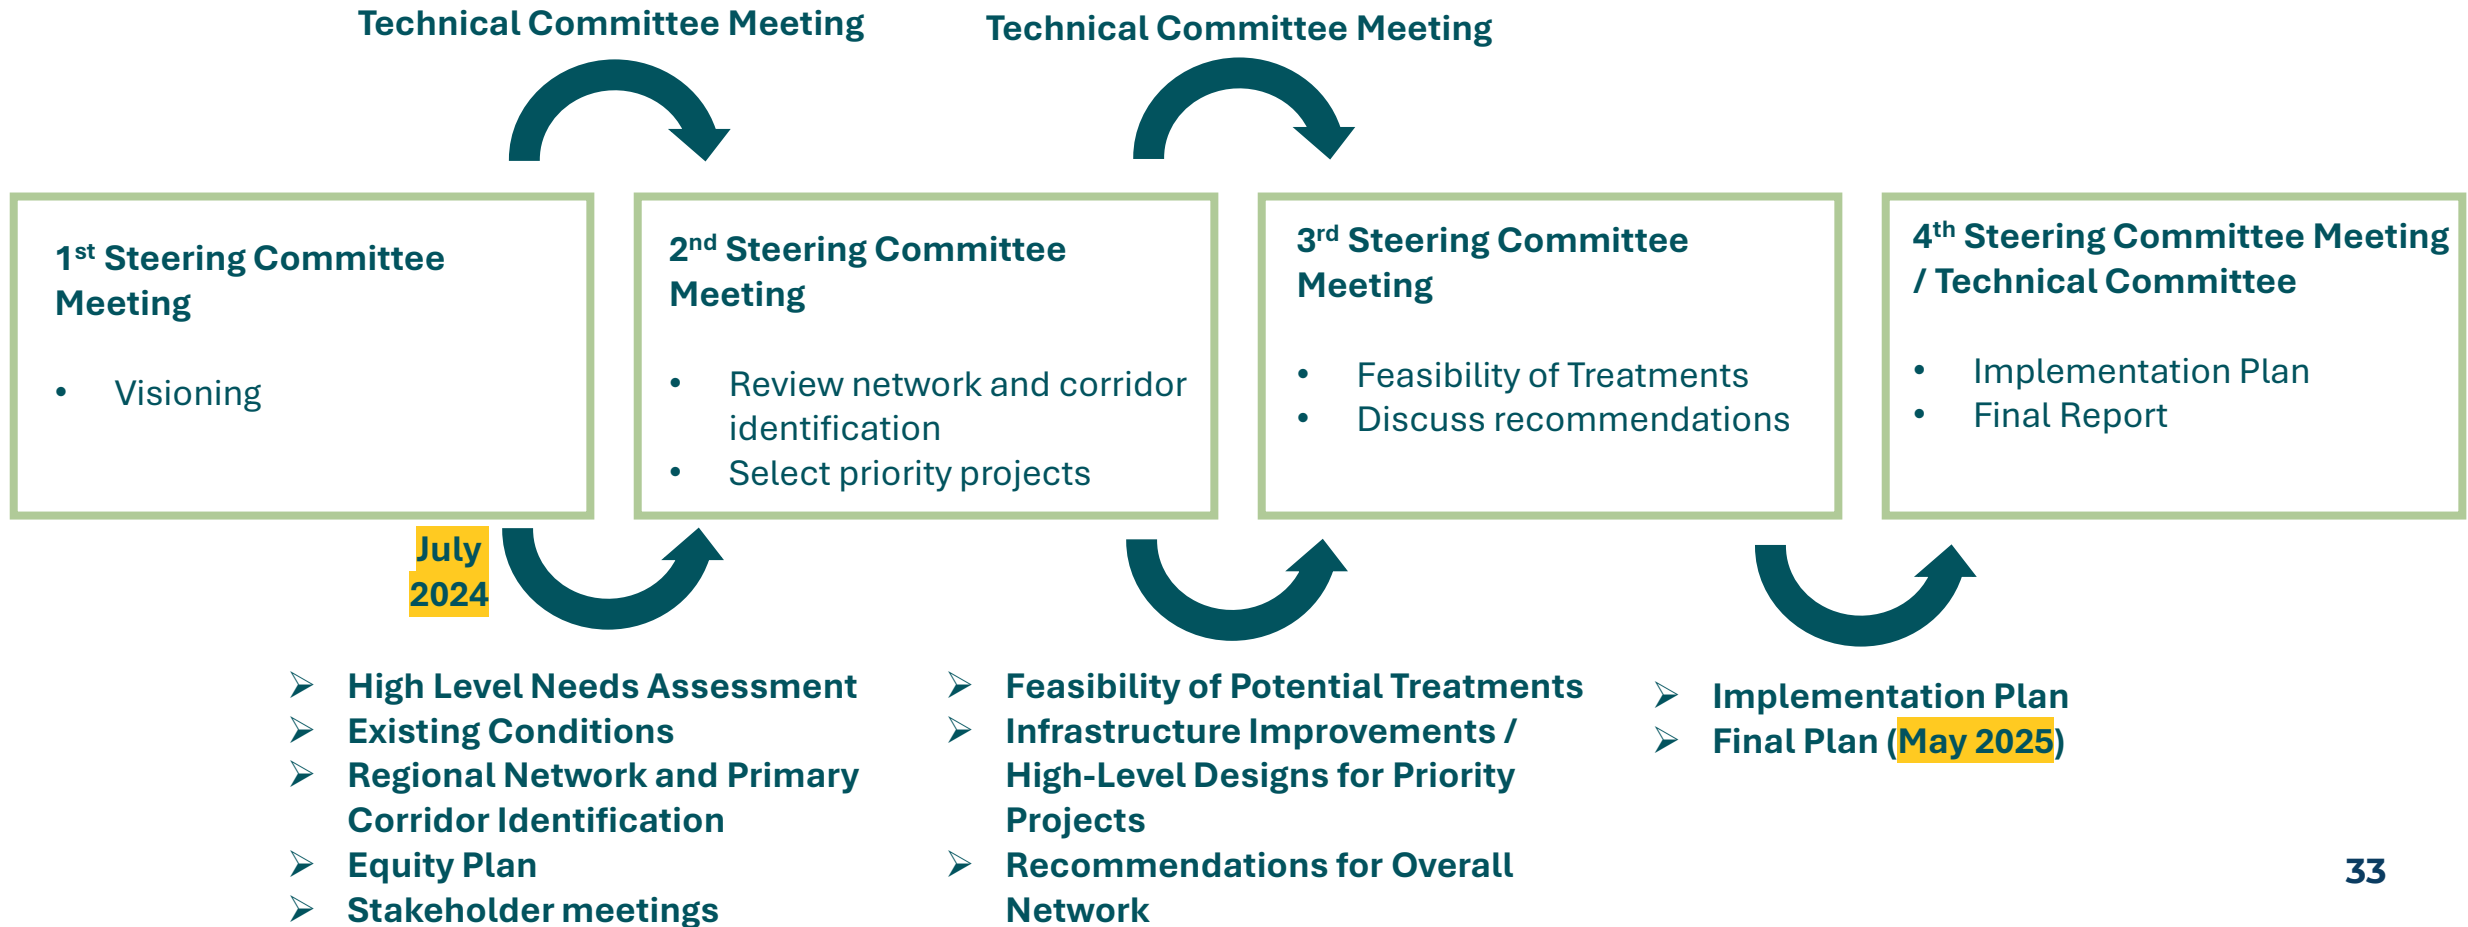 Technical Committee Meeting
Technical Committee Meeting
1st Steering Committee
Meeting
• Visioning
2nd Steering Committee
Meeting
• Review network and corridor
identification
• Select priority projects
3rd Steering Committee
Meeting
• Feasibility of Treatments
• Discuss recommendations
4th Steering Committee Meeting
/ Technical Committee
• Implementation Plan
• Final Report
July
2024
➢ High Level Needs Assessment
➢ Existing Conditions
➢ Regional Network and Primary
Corridor Identification
➢ Equity Plan
➢ Stakeholder meetings
➢ Feasibility of Potential Treatments
➢ Infrastructure Improvements /
High-Level Designs for Priority
Projects
➢ Recommendations for Overall
Network
➢ Implementation Plan
➢ Final Plan (May 2025)
33